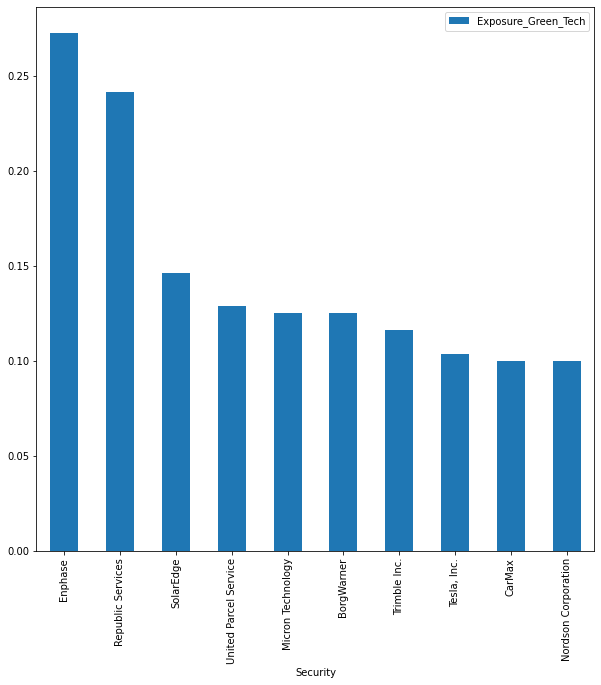 Exposure_Green_Tech
0.25
0.20
0.15
0.10
0.05
0.00
Enphase
Republic Services
SolarEdge
United Parcel Service
Micron Technology
BorgWarner
Trimble Inc.
Tesla, Inc.
CarMax
Nordson Corporation
Security